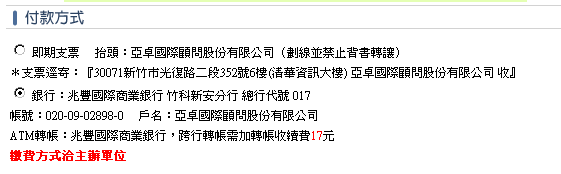 付款方式
即期支票 抬頭：亞卓國際顧問股份有限公司（劃線並禁止背書轉讓）
＊支票逕寄：『30071新竹市光復路二段352號6樓(清華資訊大樓) 亞卓國際顧問股份有限公司 收』
銀行：兆豐國際商業銀行 竹科新安分行 總行代號 017
帳號：020-09-02898-0 戶名：亞卓國際顧問股份有限公司
ATM轉帳：兆豐國際商業銀行，跨行轉帳需加轉帳收續費17元
繳費方式洽主辦單位